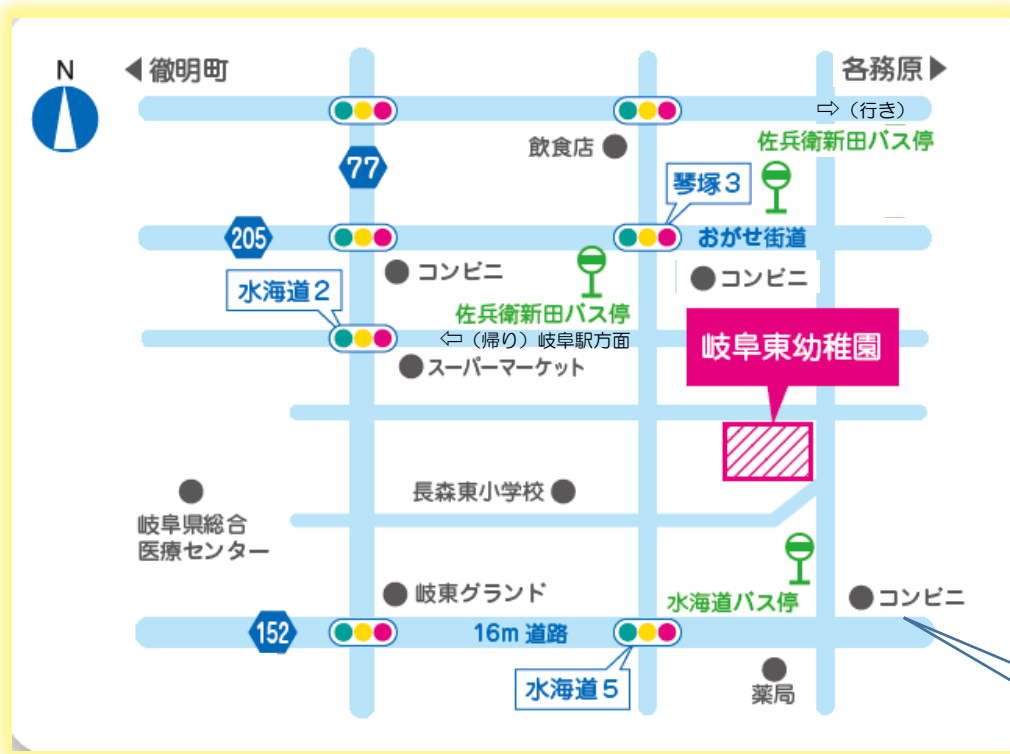 N
◀徹明町
各務原▶
⇨（行き）
飲食店
佐兵衛新田バス停
77
琴塚３
205
おがせ街道
水海道２
コンビニ
コンビニ
佐兵衛新田バス停
⇦（帰り）岐阜駅方面
岐阜東幼稚園
スーパーマーケット
長森東小学校
岐阜県総合
医療センター
岐東グランド
水海道バス停
コンビニ
152
16m 道路
水海道５
薬局